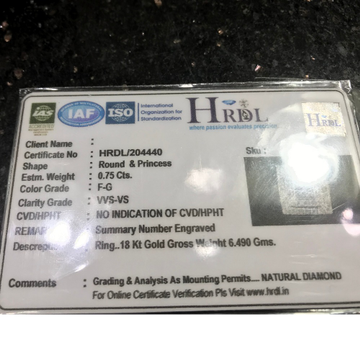 IAS
IAF
ISO
International
Organization for
Standardization
HRDL
where passion evaluates precision
HRDL
Client Name :
Sku :
Certificate No : HRDL/204440
Shape : Round & Princess
Estm. Weight : 0.75 Cts.
Color Grade : F-G
Clarity Grade : VVS-VS
CVD/HPHT : NO INDICATION OF CVD/HPHT
Summary Number Engraved
Ring..18 Kt Gold Gross Weight 6.490 Gms.
Comments : Grading & Analysis As Mounting Permits.... NATURAL DIAMOND
For Online Certificate Verification Pls Visit www.hrdl.in